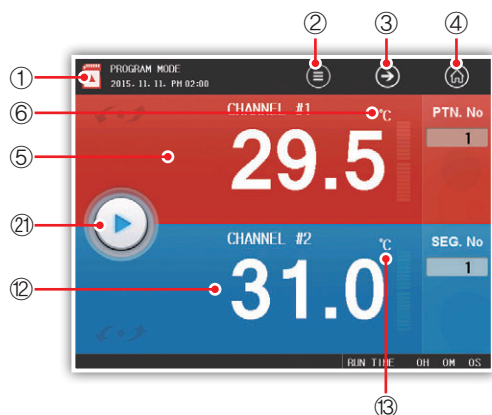 ② ③ ④
① PROGRAM MODE
2015. 11. 11. PM 02:00
⑥ CHANNEL #1 ℃ PTN. No
1
⑤ 29.5
㉑ CHANNEL #2 ℃ SEG. No
1
⑫ 31.0
RUN TIME 0H 0M 0S
⑬